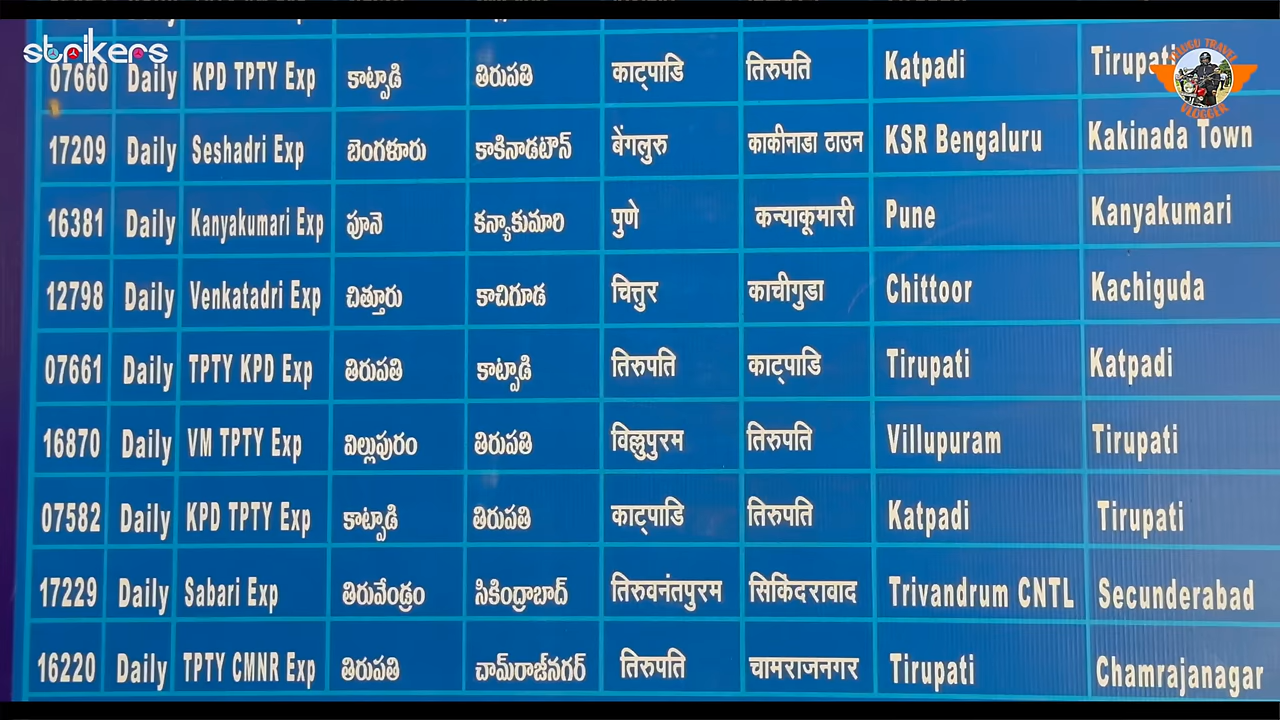 strikers
TELUGU TRAVEL VLOGGER
07660 Daily KPD TPTY Exp కాట్పాడి తిరుపతి काट्पाडि तिरुपति Katpadi Tirupati
17209 Daily Seshadri Exp బెంగళూరు కాకినాడటౌన్ बेंगलुरु काकीनाडा ठाउन KSR Bengaluru Kakinada Town
16381 Daily Kanyakumari Exp పూనె కన్యాకుమారి पुणे कन्याकूमारी Pune Kanyakumari
12798 Daily Venkatadri Exp చిత్తూరు కాచిగూడ चित्तुर काचीगुडा Chittoor Kachiguda
07661 Daily TPTY KPD Exp తిరుపతి కాట్పాడి तिरुपति काट्पाडि Tirupati Katpadi
16870 Daily VM TPTY Exp విల్లుపురం తిరుపతి विल्लुपुरम तिरुपति Villupuram Tirupati
07582 Daily KPD TPTY Exp కాట్పాడి తిరుపతి काट्पाडि तिरुपति Katpadi Tirupati
17229 Daily Sabari Exp తిరువేండ్రం సికింద్రాబాద్ तिरुवनंतपुरम सिकिंदरावाद Trivandrum CNTL Secunderabad
16220 Daily TPTY CMNR Exp తిరుపతి చామ్‌రాజ్‌నగర్ तिरुपति चामराजनगर Tirupati Chamrajanagar